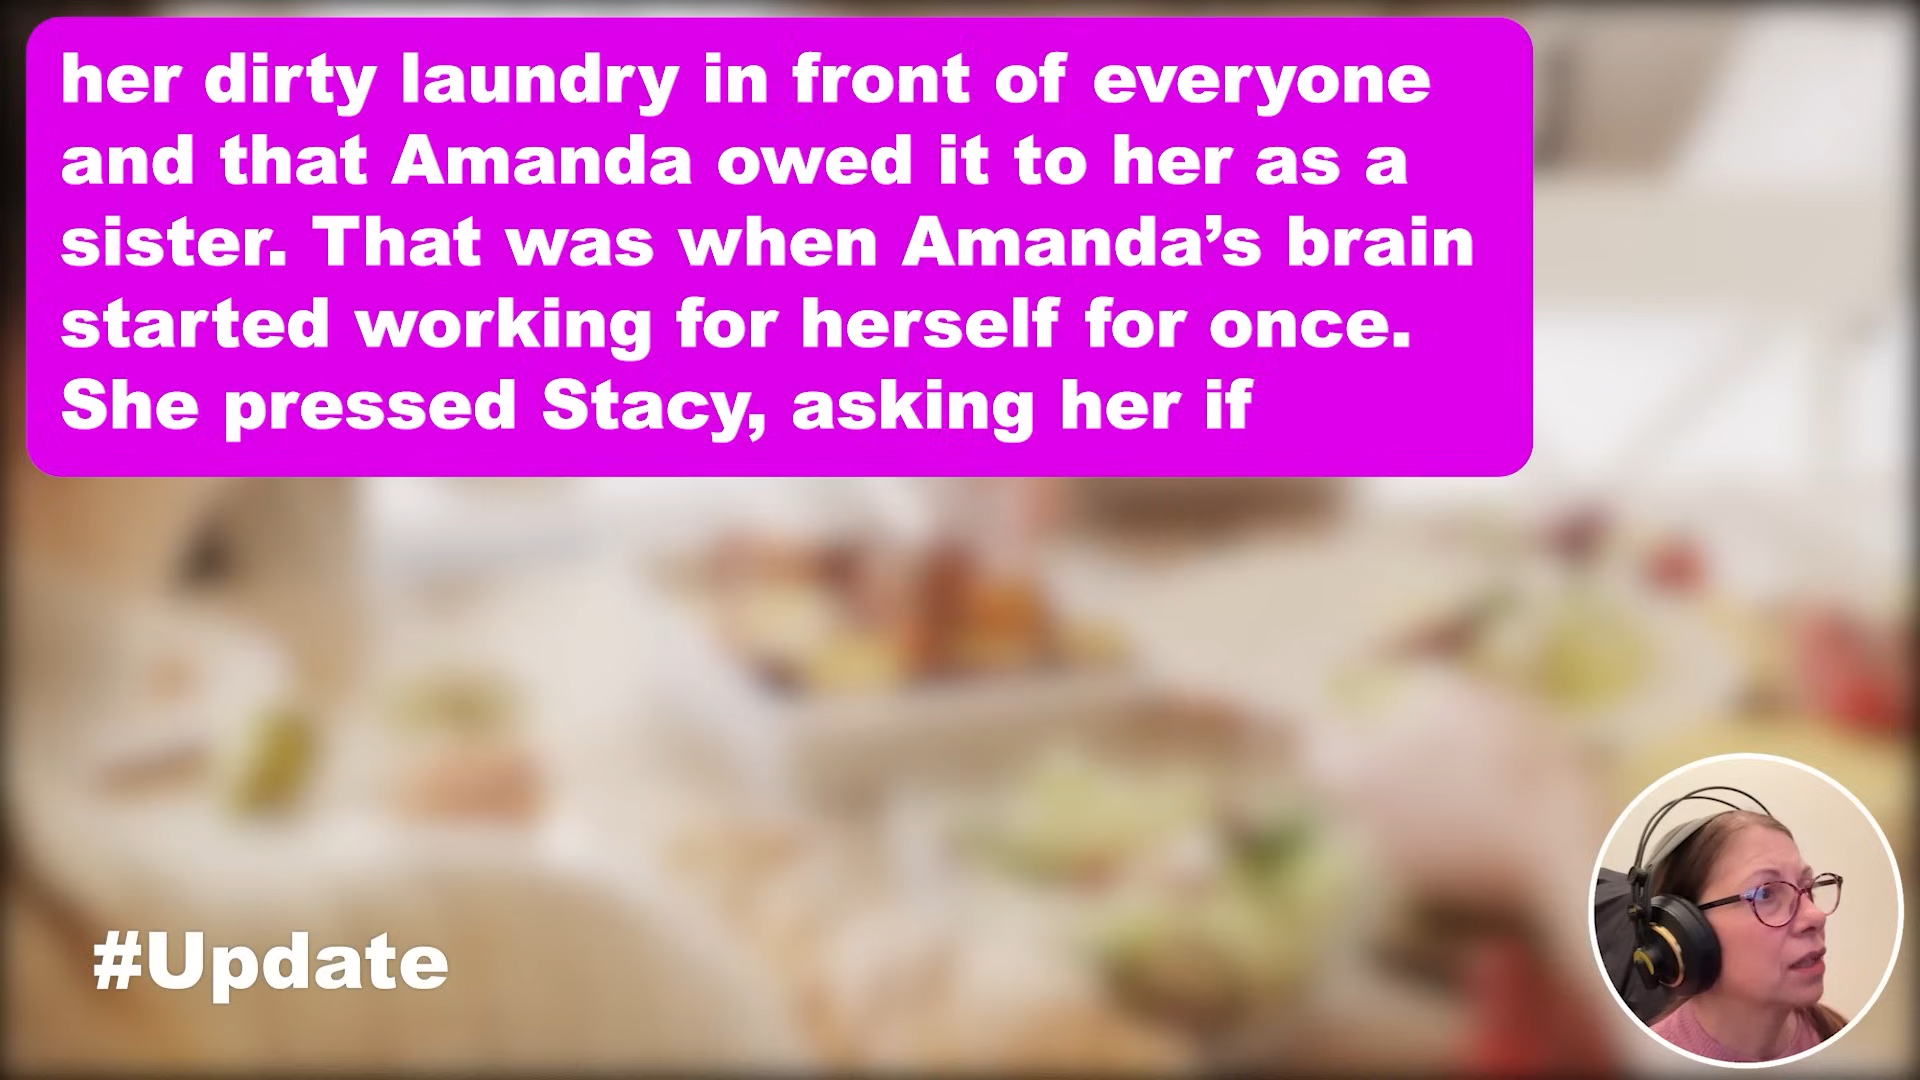 her dirty laundry in front of everyone
and that Amanda owed it to her as a
sister. That was when Amanda’s brain
started working for herself for once.
She pressed Stacy, asking her if
#Update